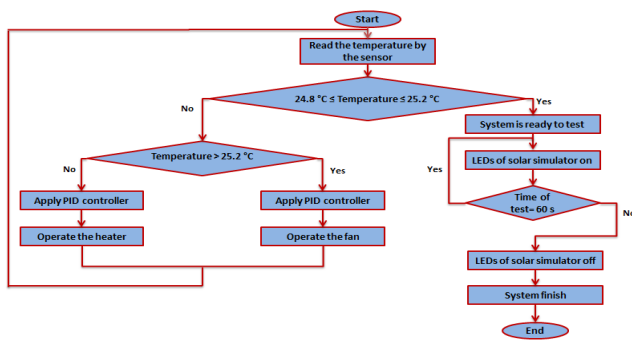 Start
Read the temperature by
the sensor
24.8 °C ≤ Temperature ≤ 25.2 °C
No
Yes
System is ready to test
Temperature > 25.2 °C
No
Yes
Yes
LEDs of solar simulator on
Apply PID controller
Apply PID controller
Time of
test= 60 s
No
Operate the heater
Operate the fan
LEDs of solar simulator off
System finish
End